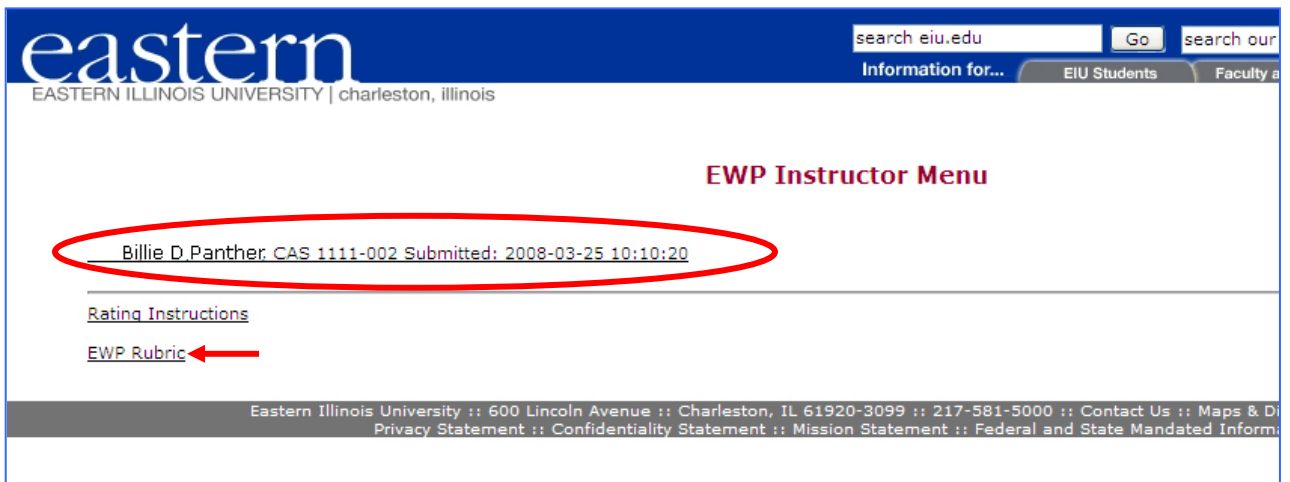 eastern
EASTERN ILLINOIS UNIVERSITY | charleston, illinois
search eiu.edu Go search our
Information for... EIU Students Faculty a
EWP Instructor Menu
Billie D.Panther, CAS 1111-002 Submitted: 2008-03-25 10:10:20
Rating Instructions
EWP Rubric
Eastern Illinois University :: 600 Lincoln Avenue :: Charleston, IL 61920-3099 :: 217-581-5000 :: Contact Us :: Maps & Di
Privacy Statement :: Confidentiality Statement :: Mission Statement :: Federal and State Mandated Inform